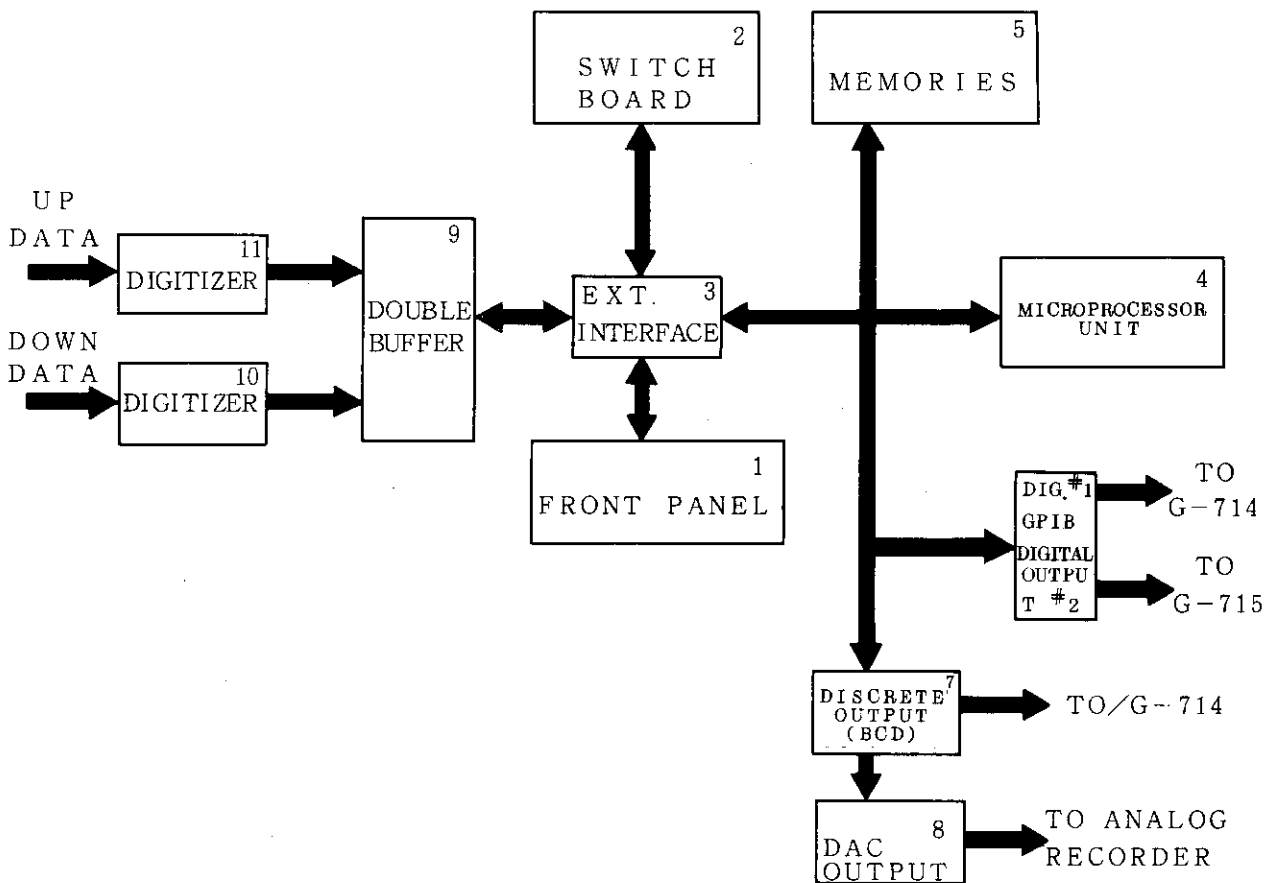 2
SWITCH
BOARD
5
MEMORIES
UP
DATA
11
DIGITIZER
9
DOUBLE
BUFFER
EXT. 3
INTERFACE
4
MICROPROCESSOR
UNIT
DOWN
DATA
10
DIGITIZER
1
FRONT PANEL
DIG. #1
GPIB
DIGITAL
OUTPU
T #2
TO
G-714
TO
G-715
7
DISCRETE
OUTPUT
(BCD)
TO/G-714
8
DAC
OUTPUT
TO ANALOG
RECORDER